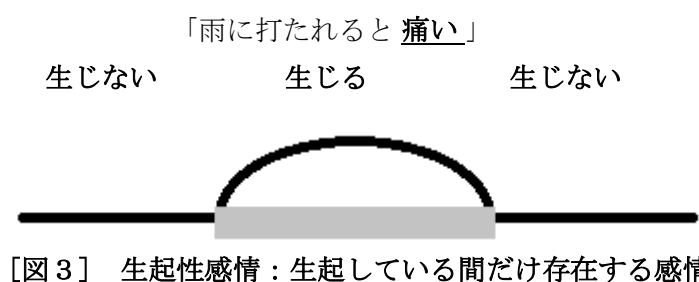 「雨に打たれると 痛い 」
生じない 生じる 生じない
［図３］ 生起性感情：生起している間だけ存在する感情